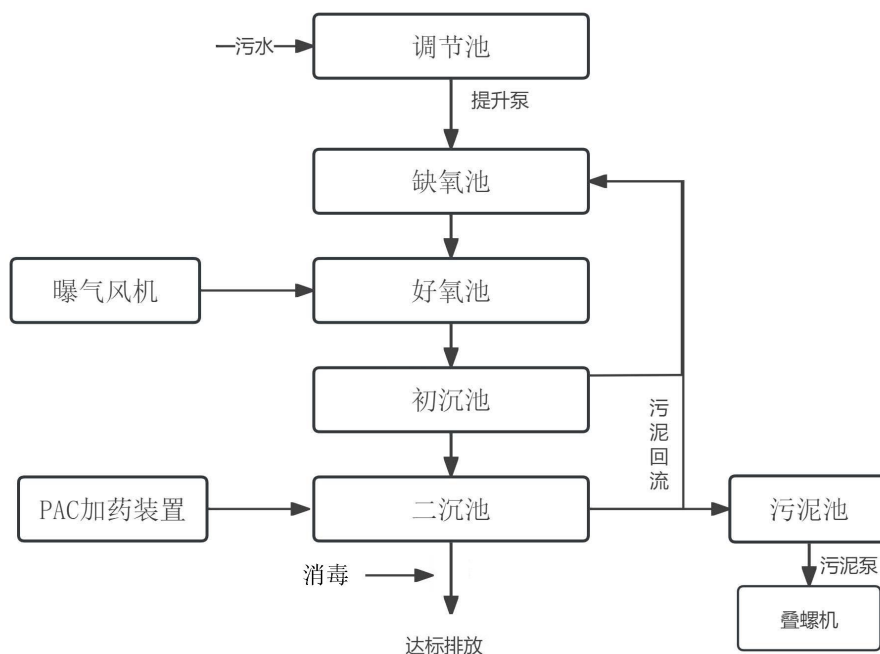 调节池
污水
提升泵
缺氧池
曝气风机
好氧池
初沉池
污泥回流
PAC加药装置
二沉池
污泥池
消毒
污泥泵
叠螺机
达标排放